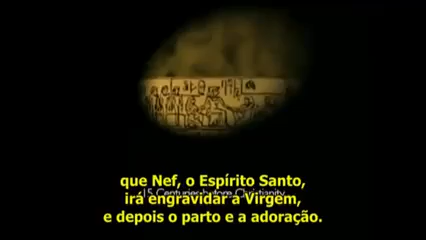 15 Centuries before Christianity
que Nef, o Espírito Santo,
irá engravidar a Virgem,
e depois o parto e a adoração.